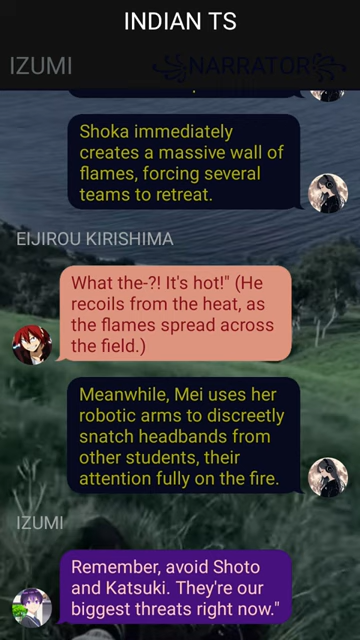 INDIAN TS
IZUMI
꧁NARRATOR꧂
Shoka immediately
creates a massive wall of
flames, forcing several
teams to retreat.
EIJIROU KIRISHIMA
What the-?! It's hot!" (He
recoils from the heat, as
the flames spread across
the field.)
Meanwhile, Mei uses her
robotic arms to discreetly
snatch headbands from
other students, their
attention fully on the fire.
IZUMI
Remember, avoid Shoto
and Katsuki. They're our
biggest threats right now."